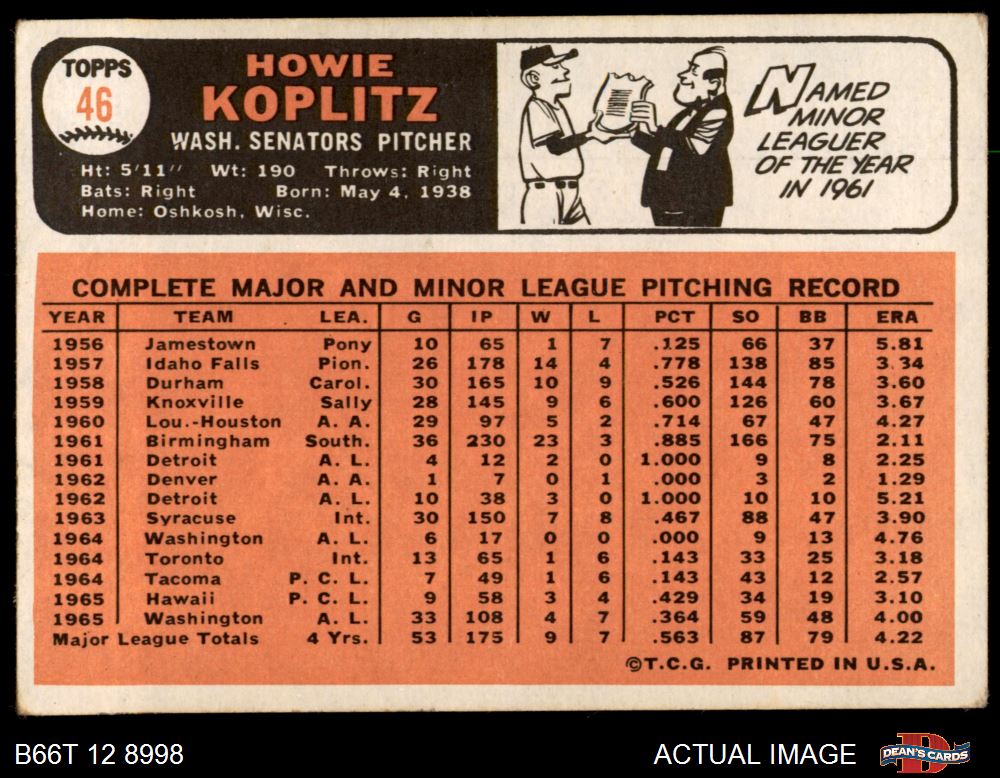 TOPPS
46
HOWIE
KOPLITZ
WASH. SENATORS PITCHER
Ht: 5'11" Wt: 190 Throws: Right
Bats: Right Born: May 4, 1938
Home: Oshkosh, Wisc.
NAMED
MINOR
LEAGUER
OF THE YEAR
IN 1961
COMPLETE MAJOR AND MINOR LEAGUE PITCHING RECORD
YEAR TEAM LEA. G IP W L PCT SO BB ERA
1956 Jamestown Pony 10 65 1 7 .125 66 37 5.81
1957 Idaho Falls Pion. 26 178 14 4 .778 138 85 3.34
1958 Durham Carol. 30 165 10 9 .526 144 78 3.60
1959 Knoxville Sally 28 145 9 6 .600 126 60 3.67
1960 Lou.-Houston A. A. 29 97 5 2 .714 67 47 4.27
1961 Birmingham South. 36 230 23 3 .885 166 75 2.11
1961 Detroit A. L. 4 12 2 0 1.000 9 8 2.25
1962 Denver A. A. 1 7 0 1 .000 3 2 1.29
1962 Detroit A. L. 10 38 3 0 1.000 10 10 5.21
1963 Syracuse Int. 30 150 7 8 .467 88 47 3.90
1964 Washington A. L. 6 17 0 0 .000 9 13 4.76
1964 Toronto Int. 13 65 1 6 .143 33 25 3.18
1964 Tacoma P. C. L. 7 49 1 6 .143 43 12 2.57
1965 Hawaii P. C. L. 9 58 3 4 .429 34 19 3.10
1965 Washington A. L. 33 108 4 7 .364 59 48 4.00
Major League Totals 4 Yrs. 53 175 9 7 .563 87 79 4.22
©T.C.G. PRINTED IN U.S.A.
B66T 12 8998
ACTUAL IMAGE
DEAN'S CARDS